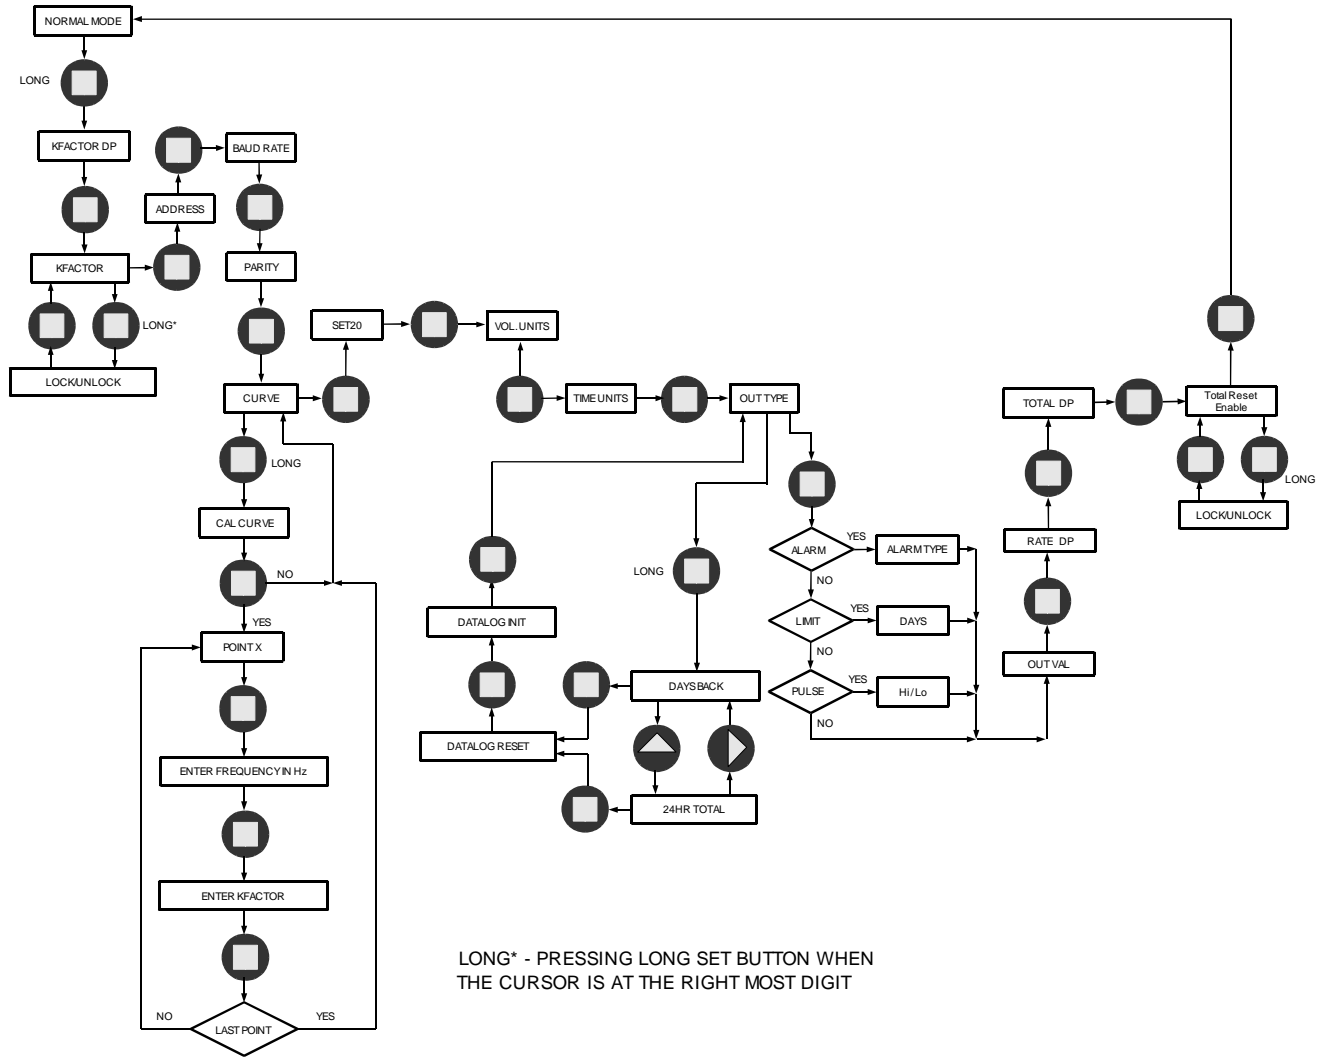 NORMAL MODE
LONG
KFACTOR DP
BAUD RATE
ADDRESS
KFACTOR
PARITY
LONG*
LOCK/UNLOCK
SET20
VOL. UNITS
CURVE
TIME UNITS
OUT TYPE
TOTAL DP
Total Reset
Enable
LONG
LONG
CAL CURVE
LOCK/UNLOCK
RATE DP
ALARM
YES
ALARM TYPE
NO
LONG
NO
YES
LIMIT
YES
DAYS
NO
DATALOG INIT
POINT X
OUT VAL
DAYS BACK
PULSE
YES
Hi / Lo
NO
DATALOG RESET
ENTER FREQUENCY IN Hz
24HR TOTAL
ENTER KFACTOR
LONG* - PRESSING LONG SET BUTTON WHEN
THE CURSOR IS AT THE RIGHT MOST DIGIT
NO
YES
LAST POINT